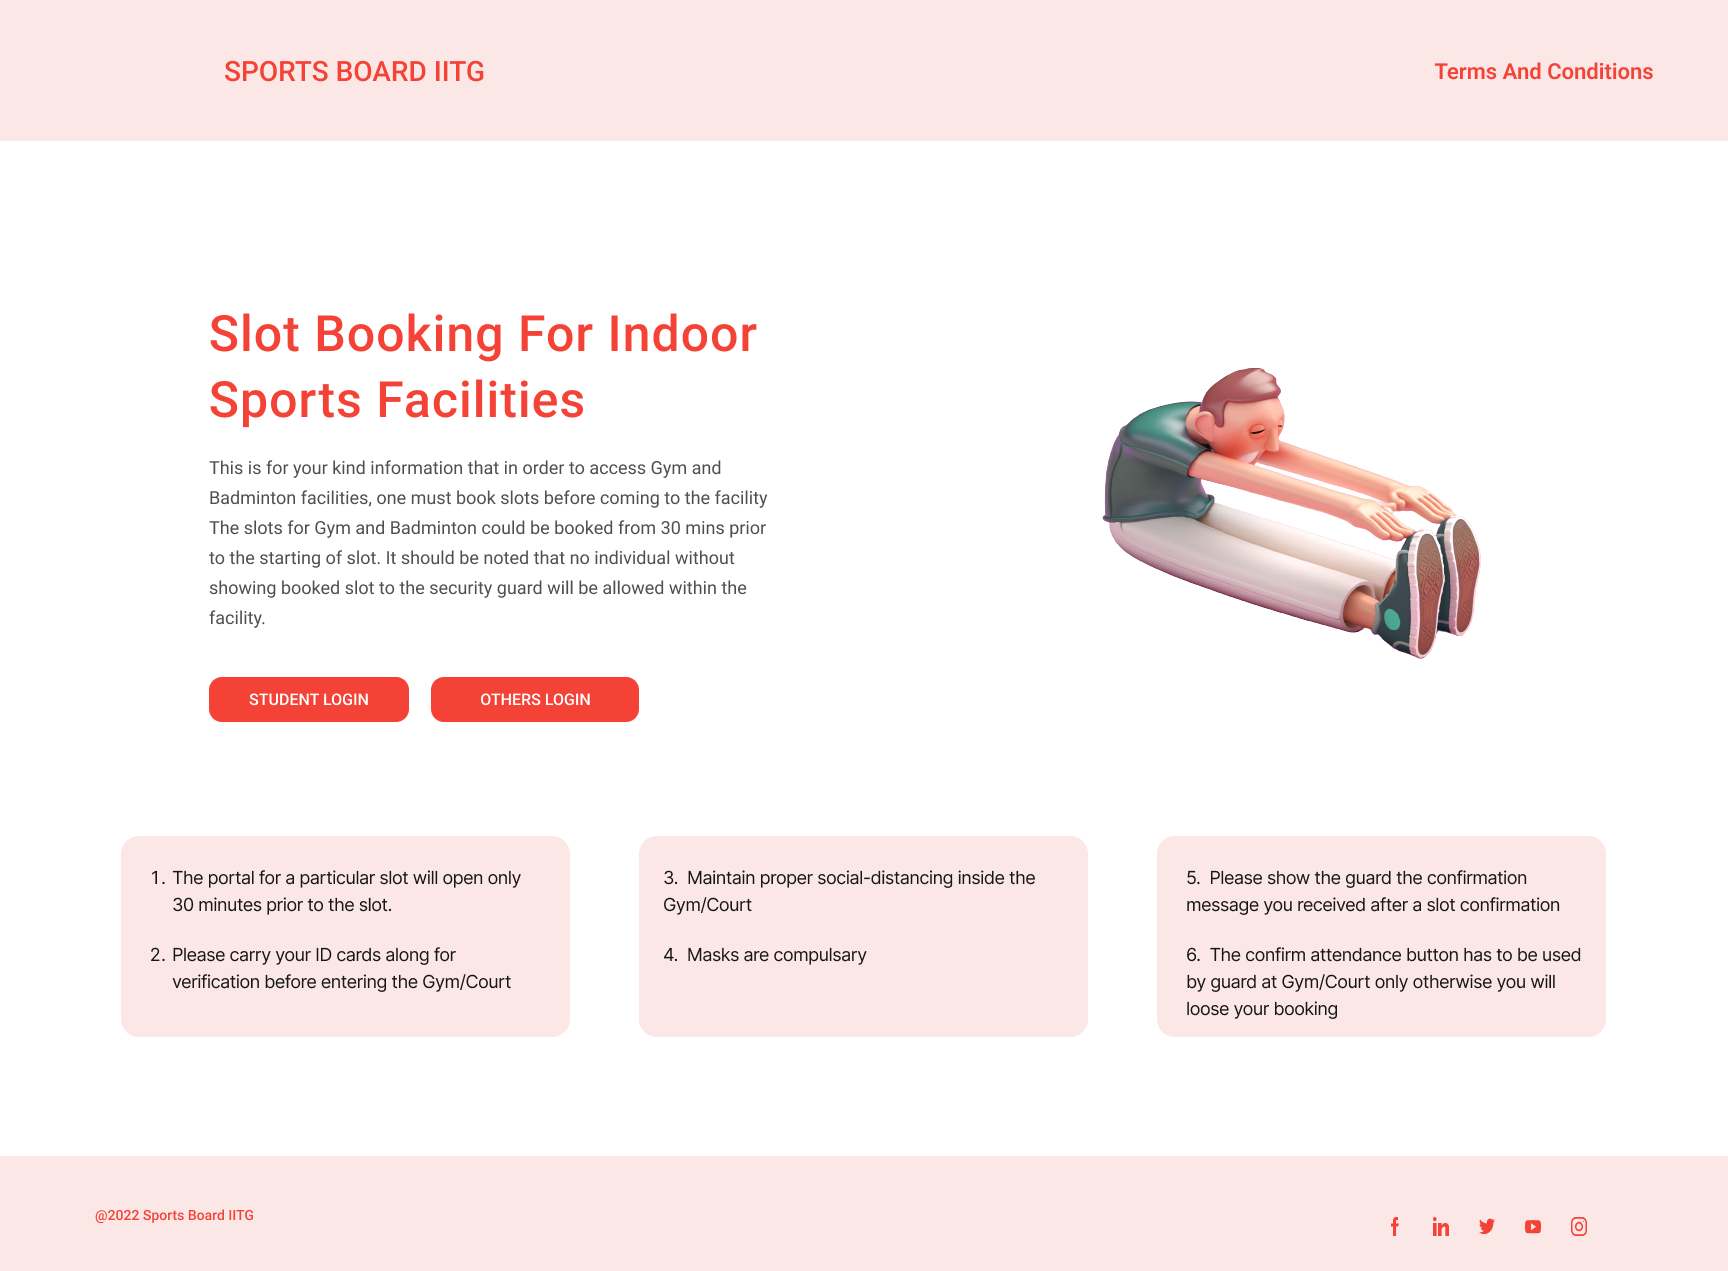 SPORTS BOARD IITG
Terms And Conditions
Slot Booking For Indoor
Sports Facilities
This is for your kind information that in order to access Gym and
Badminton facilities, one must book slots before coming to the facility
The slots for Gym and Badminton could be booked from 30 mins prior
to the starting of slot. It should be noted that no individual without
showing booked slot to the security guard will be allowed within the
facility.
STUDENT LOGIN
OTHERS LOGIN
1. The portal for a particular slot will open only
30 minutes prior to the slot.
2. Please carry your ID cards along for
verification before entering the Gym/Court
3. Maintain proper social-distancing inside the
Gym/Court
4. Masks are compulsary
5. Please show the guard the confirmation
message you received after a slot confirmation
6. The confirm attendance button has to be used
by guard at Gym/Court only otherwise you will
loose your booking
@2022 Sports Board IITG